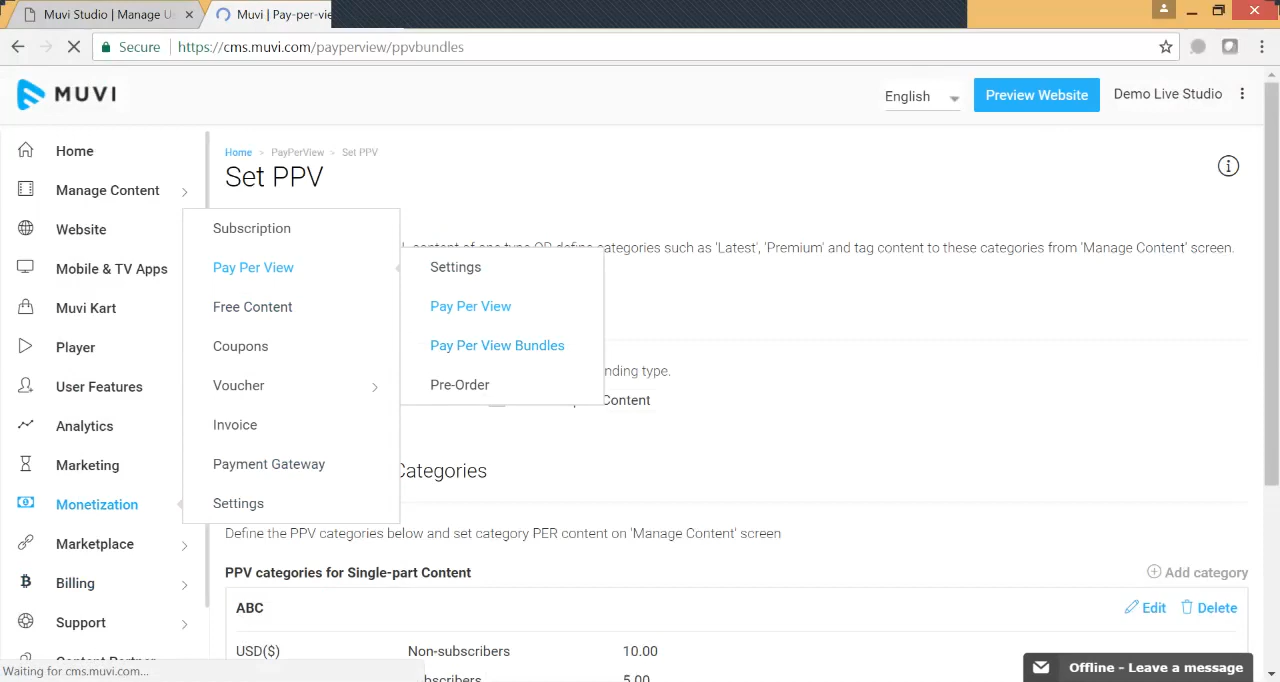 Muvi Studio | Manage Us
Muvi | Pay-per-vie
Secure
https://cms.muvi.com/payperview/ppvbundles
MUVI
English
Preview Website
Demo Live Studio
Home
Manage Content
Website
Mobile & TV Apps
Muvi Kart
Player
User Features
Analytics
Marketing
Monetization
Marketplace
Billing
Support
Content Partner
Subscription
Pay Per View
Free Content
Coupons
Voucher
Invoice
Payment Gateway
Settings
Settings
Pay Per View
Pay Per View Bundles
Pre-Order
Home > PayPerView > Set PPV
Set PPV
content of one type OR define categories such as 'Latest', 'Premium' and tag content to these categories from 'Manage Content' screen.
nding type.
Content
Categories
Define the PPV categories below and set category PER content on 'Manage Content' screen
PPV categories for Single-part Content
Add category
ABC
Edit
Delete
USD($)
Non-subscribers
10.00
bscribers
5.00
Waiting for cms.muvi.com...
Offline - Leave a message